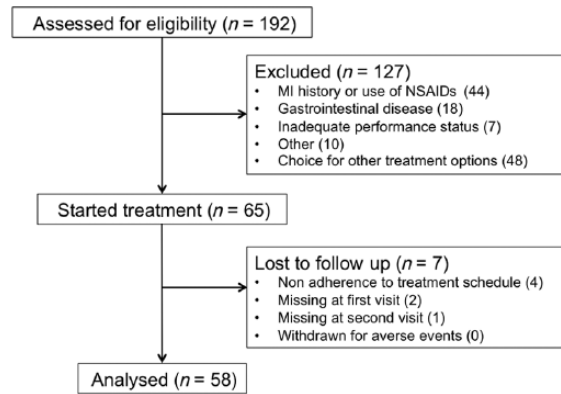 Assessed for eligibility (n = 192)
Excluded (n = 127)
• MI history or use of NSAIDs (44)
• Gastrointestinal disease (18)
• Inadequate performance status (7)
• Other (10)
• Choice for other treatment options (48)
Started treatment (n = 65)
Lost to follow up (n = 7)
• Non adherence to treatment schedule (4)
• Missing at first visit (2)
• Missing at second visit (1)
• Withdrawn for averse events (0)
Analysed (n = 58)